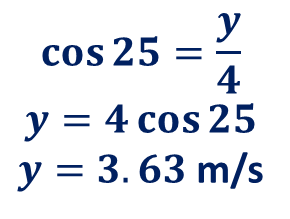 cos 25 = y/4
y = 4 cos 25
y = 3.63 m/s